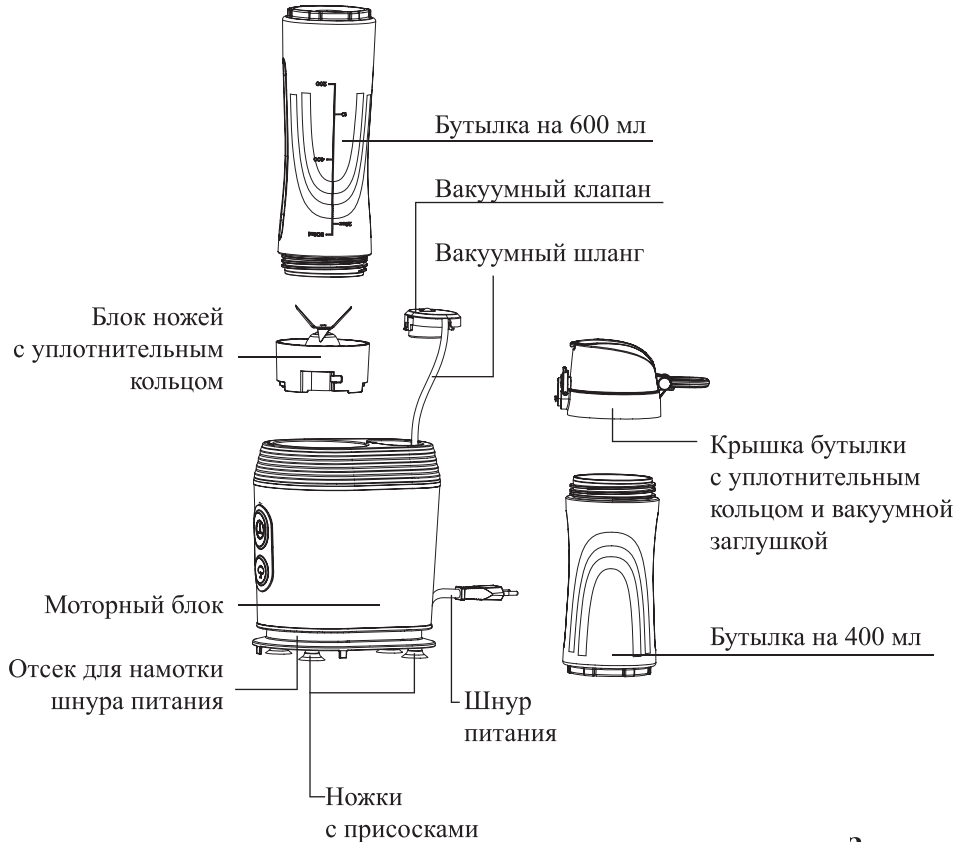 Бутылка на 600 мл
Вакуумный клапан
Вакуумный шланг
Блок ножей
с уплотнительным
кольцом
Крышка бутылки
с уплотнительным
кольцом и вакуумной
заглушкой
Моторный блок
Бутылка на 400 мл
Отсек для намотки
шнура питания
Шнур
питания
Ножки
с присосками